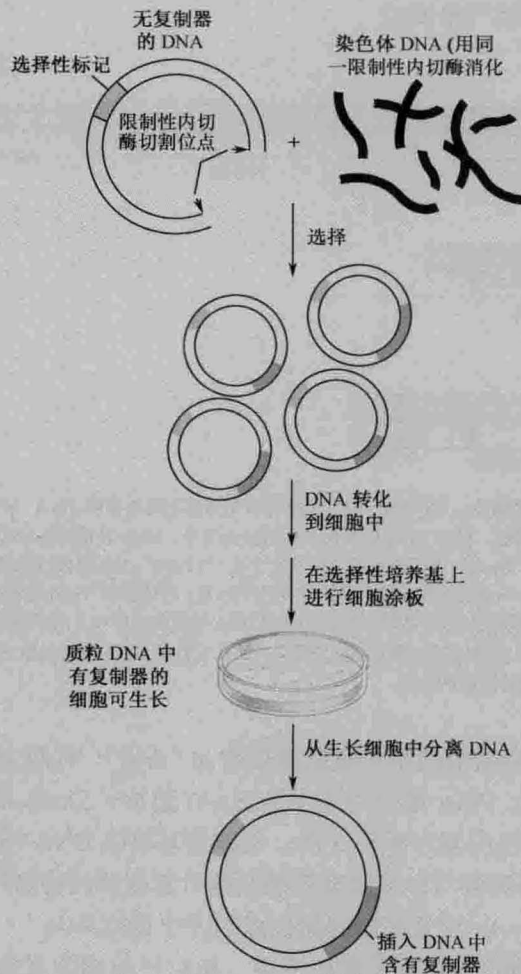 无复制器
的 DNA
选择性标记
限制性内切
酶切割位点
+
染色体 DNA (用同
一限制性内切酶消化
选择
DNA 转化
到细胞中
在选择性培养基上
进行细胞涂板
质粒 DNA 中
有复制器的
细胞可生长
从生长细胞中分离 DNA
插入 DNA 中
含有复制器